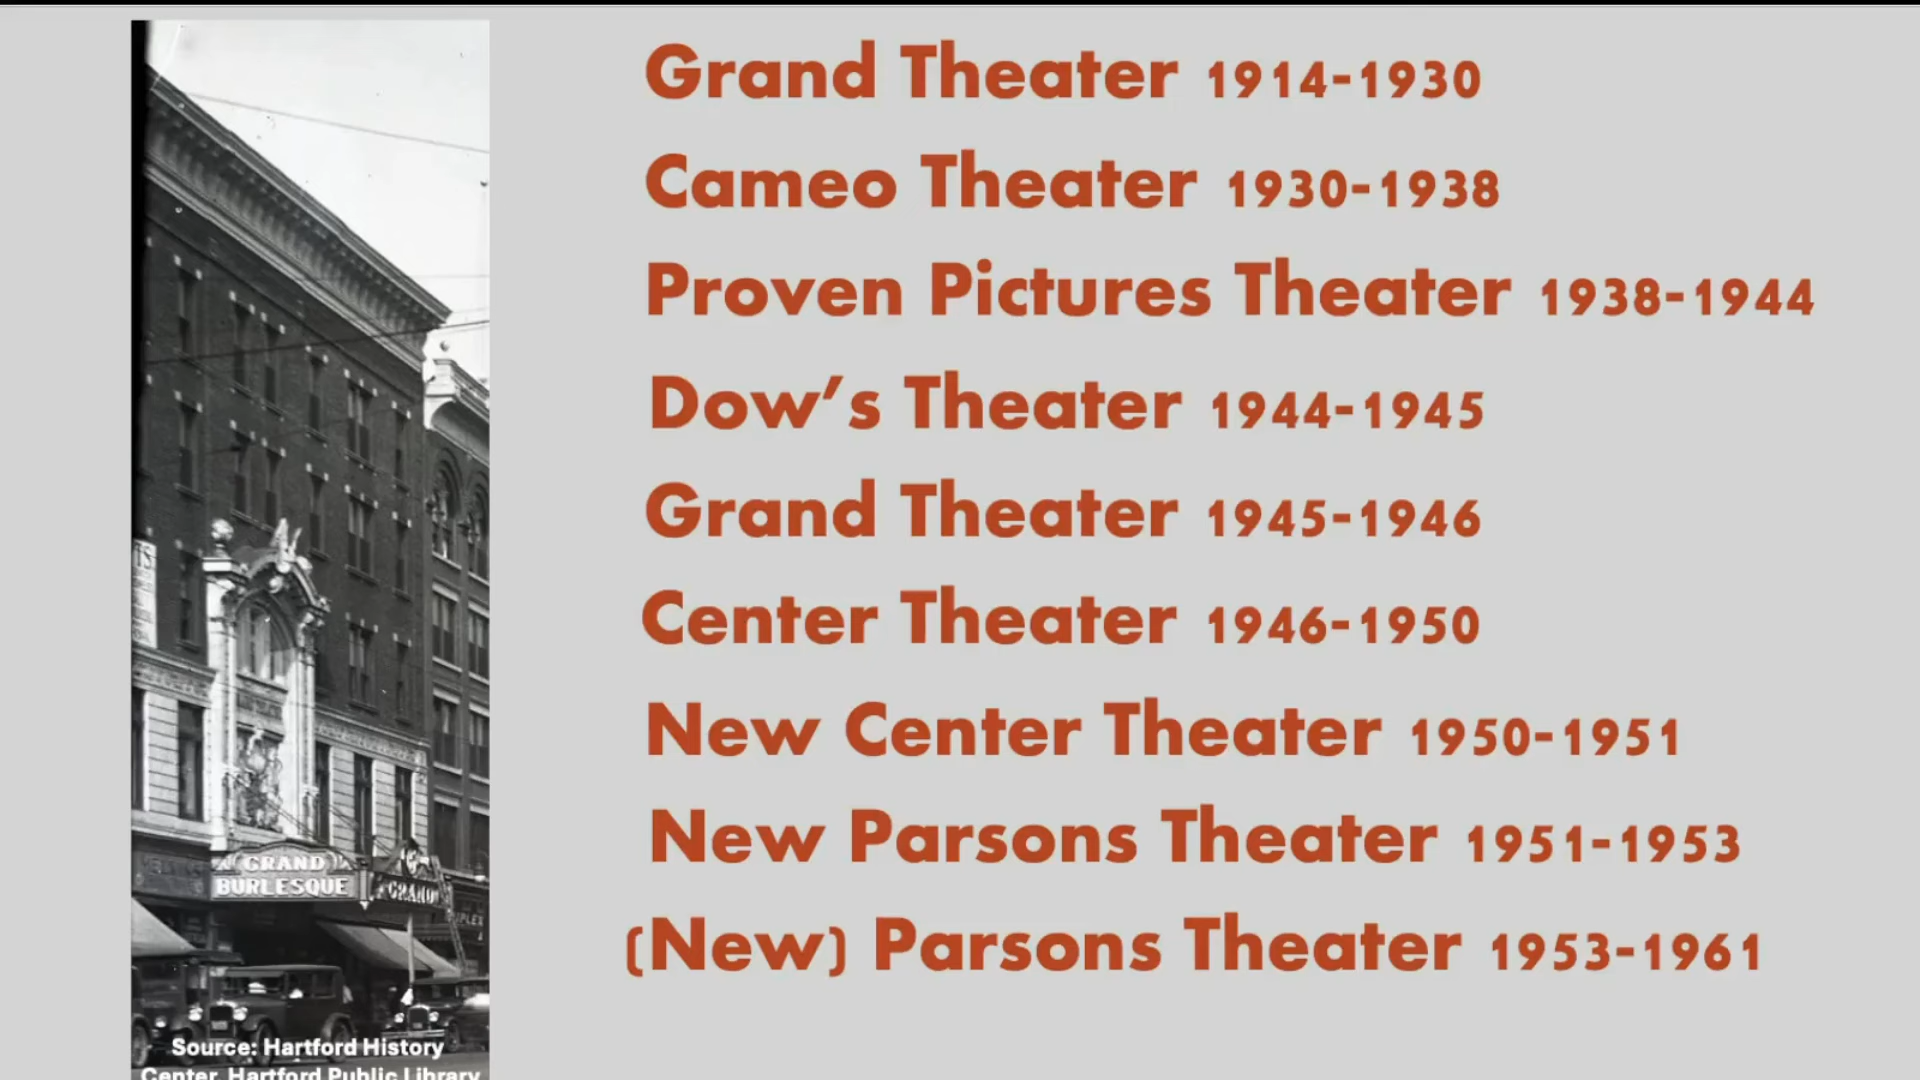 Grand Theater 1914-1930
Cameo Theater 1930-1938
Proven Pictures Theater 1938-1944
Dow’s Theater 1944-1945
Grand Theater 1945-1946
Center Theater 1946-1950
New Center Theater 1950-1951
New Parsons Theater 1951-1953
(New) Parsons Theater 1953-1961
GRAND
BURLESQUE
GRAND
Source: Hartford History
Center, Hartford Public Library